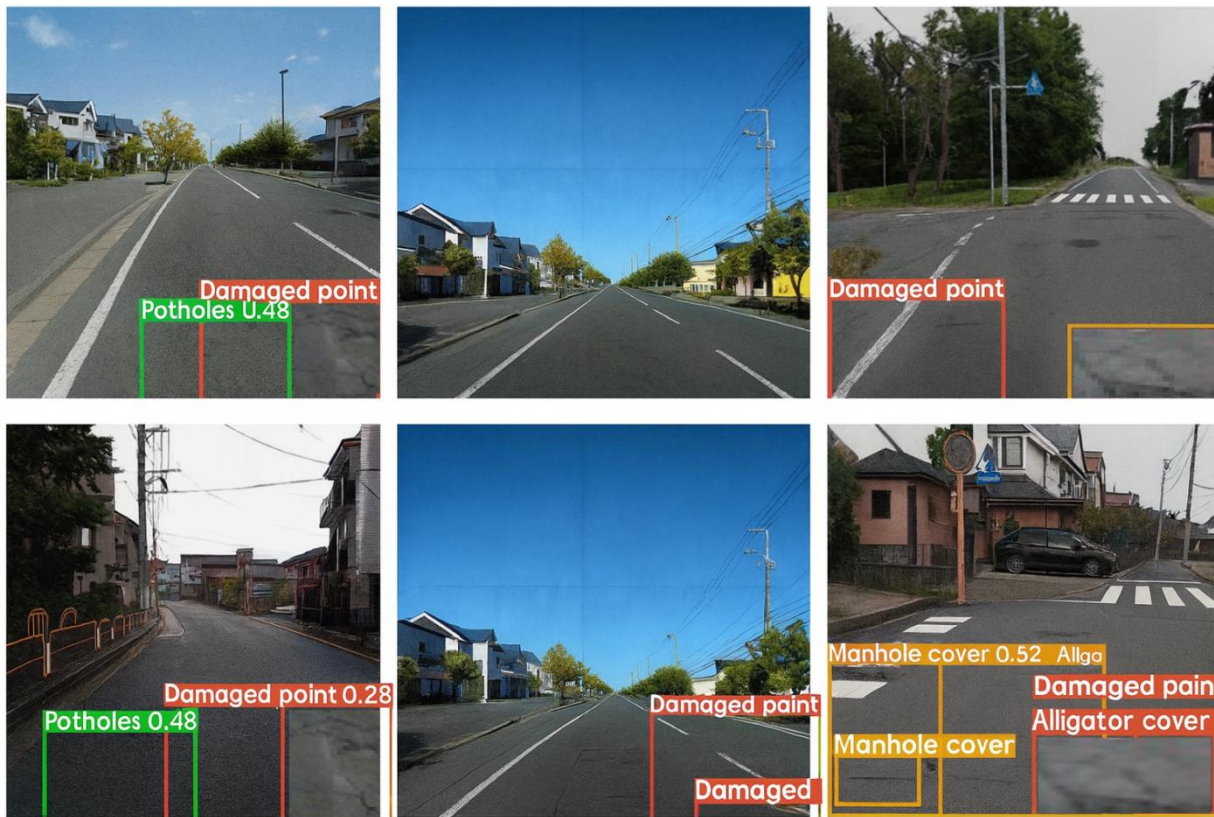 Damaged point
Potholes U.48
Damaged point
Damaged point 0.28
Potholes 0.48
Damaged paint
Damaged
Manhole cover 0.52 Allga
Damaged pain
Alligator cover
Manhole cover